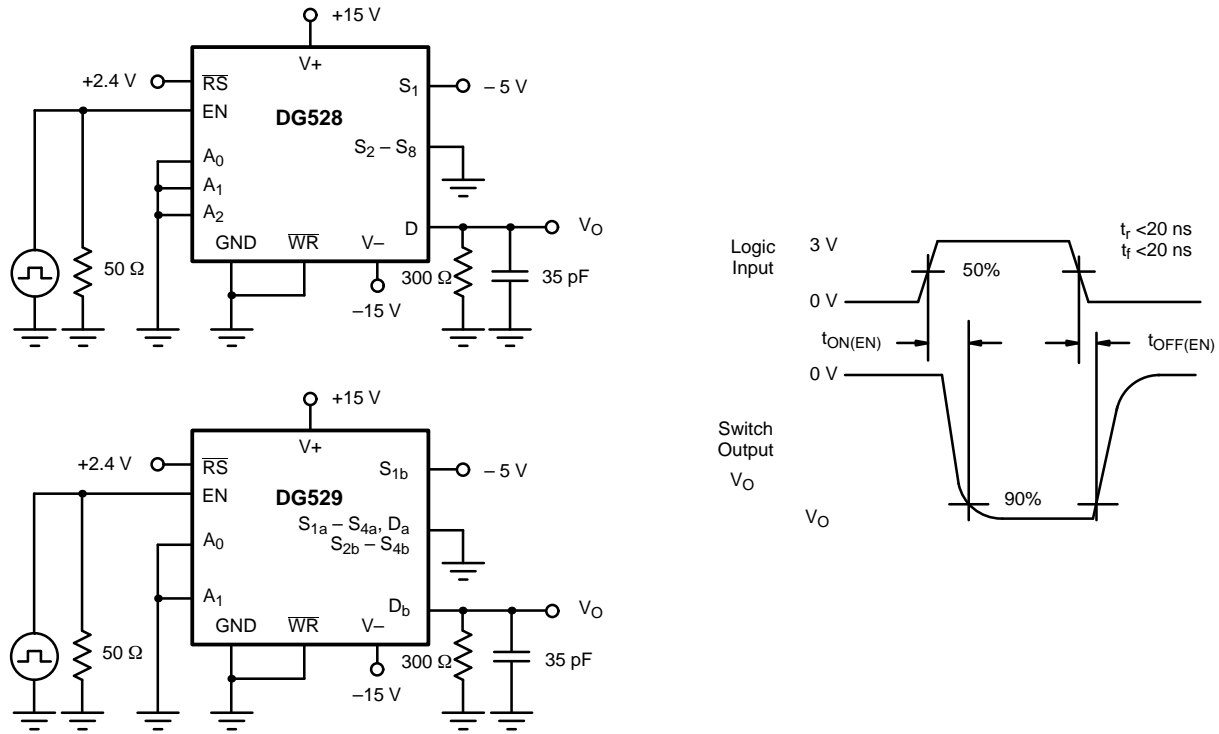 +15 V
V+
+2.4 V
RS
S1
– 5 V
EN
DG528
S2 – S8
A0
A1
A2
D
VO
GND
WR
V–
50 Ω
300 Ω
35 pF
–15 V
+15 V
V+
+2.4 V
RS
S1b
– 5 V
EN
DG529
S1a – S4a, Da
S2b – S4b
A0
A1
Db
VO
GND
WR
V–
50 Ω
300 Ω
35 pF
–15 V
Logic
Input
3 V
50%
tr <20 ns
tf <20 ns
0 V
tON(EN)
tOFF(EN)
0 V
Switch
Output
VO
VO
90%